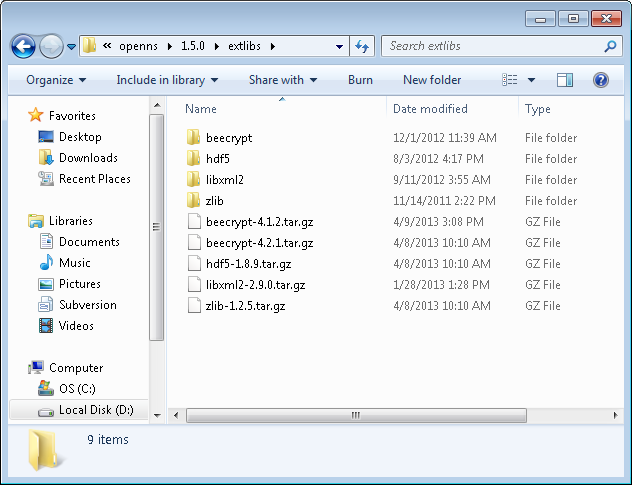 « openns ▸ 1.5.0 ▸ extlibs ▸ Search extlibs
Organize Include in library Share with Burn New folder
Favorites
Desktop
Downloads
Recent Places
Libraries
Documents
Music
Pictures
Subversion
Videos
Computer
OS (C:)
Local Disk (D:)
Name Date modified Type
beecrypt 12/1/2012 11:39 AM File folder
hdf5 8/3/2012 4:17 PM File folder
libxml2 9/11/2012 3:55 AM File folder
zlib 11/14/2011 2:22 PM File folder
beecrypt-4.1.2.tar.gz 4/9/2013 3:08 PM GZ File
beecrypt-4.2.1.tar.gz 4/8/2013 10:10 AM GZ File
hdf5-1.8.9.tar.gz 4/8/2013 10:10 AM GZ File
libxml2-2.9.0.tar.gz 1/28/2013 1:28 PM GZ File
zlib-1.2.5.tar.gz 4/8/2013 10:10 AM GZ File
9 items